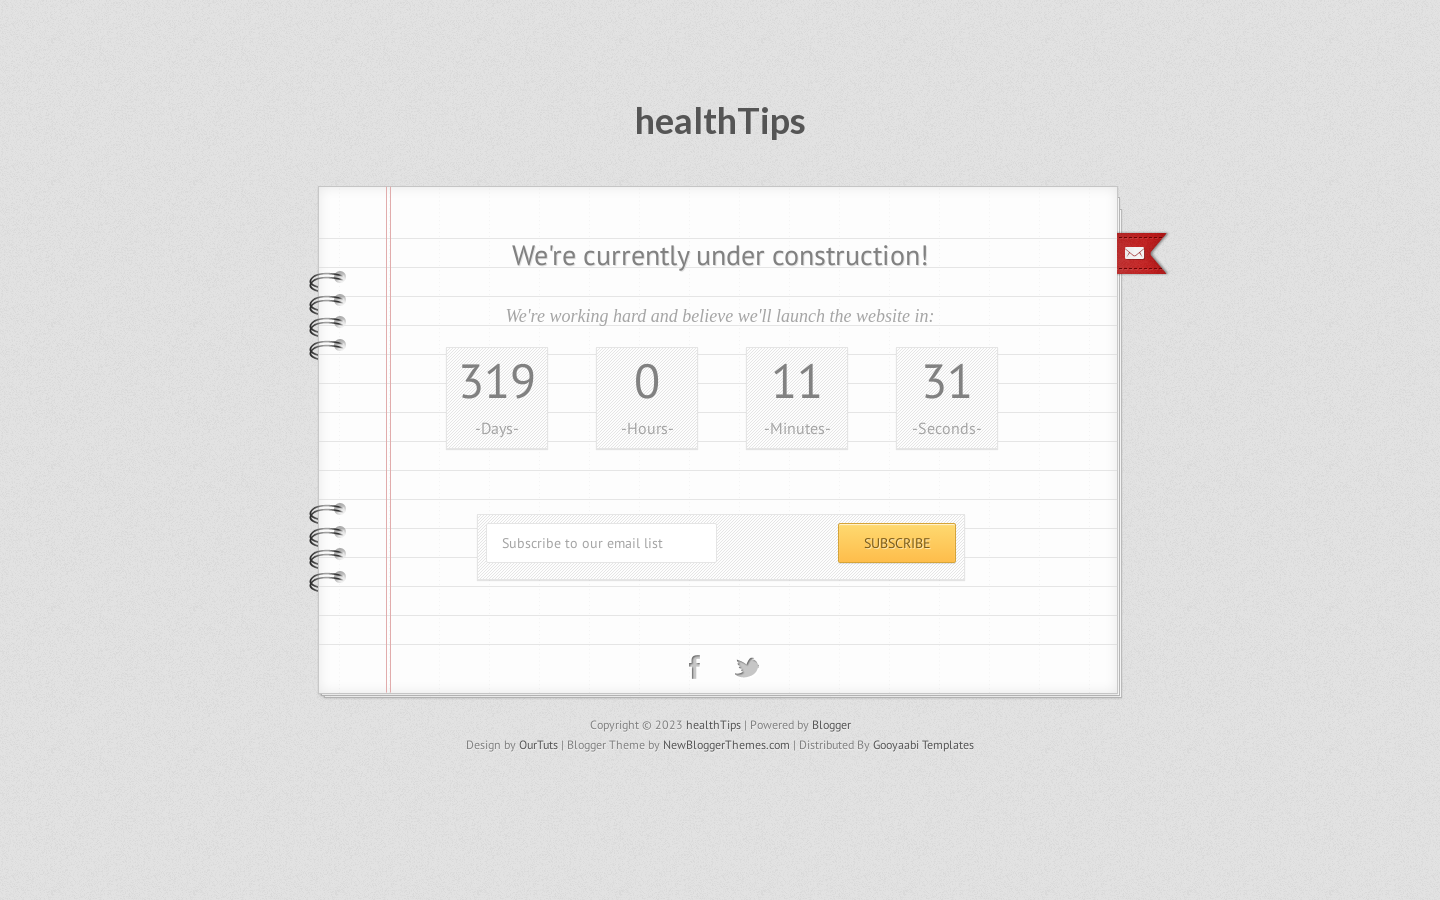 healthTips
We're currently under construction!
We're working hard and believe we'll launch the website in:
319 0 11 31
-Days- -Hours- -Minutes- -Seconds-
Subscribe to our email list SUBSCRIBE
Copyright © 2023 healthTips | Powered by Blogger
Design by OurTuts | Blogger Theme by NewBloggerThemes.com | Distributed By Gooyaabi Templates